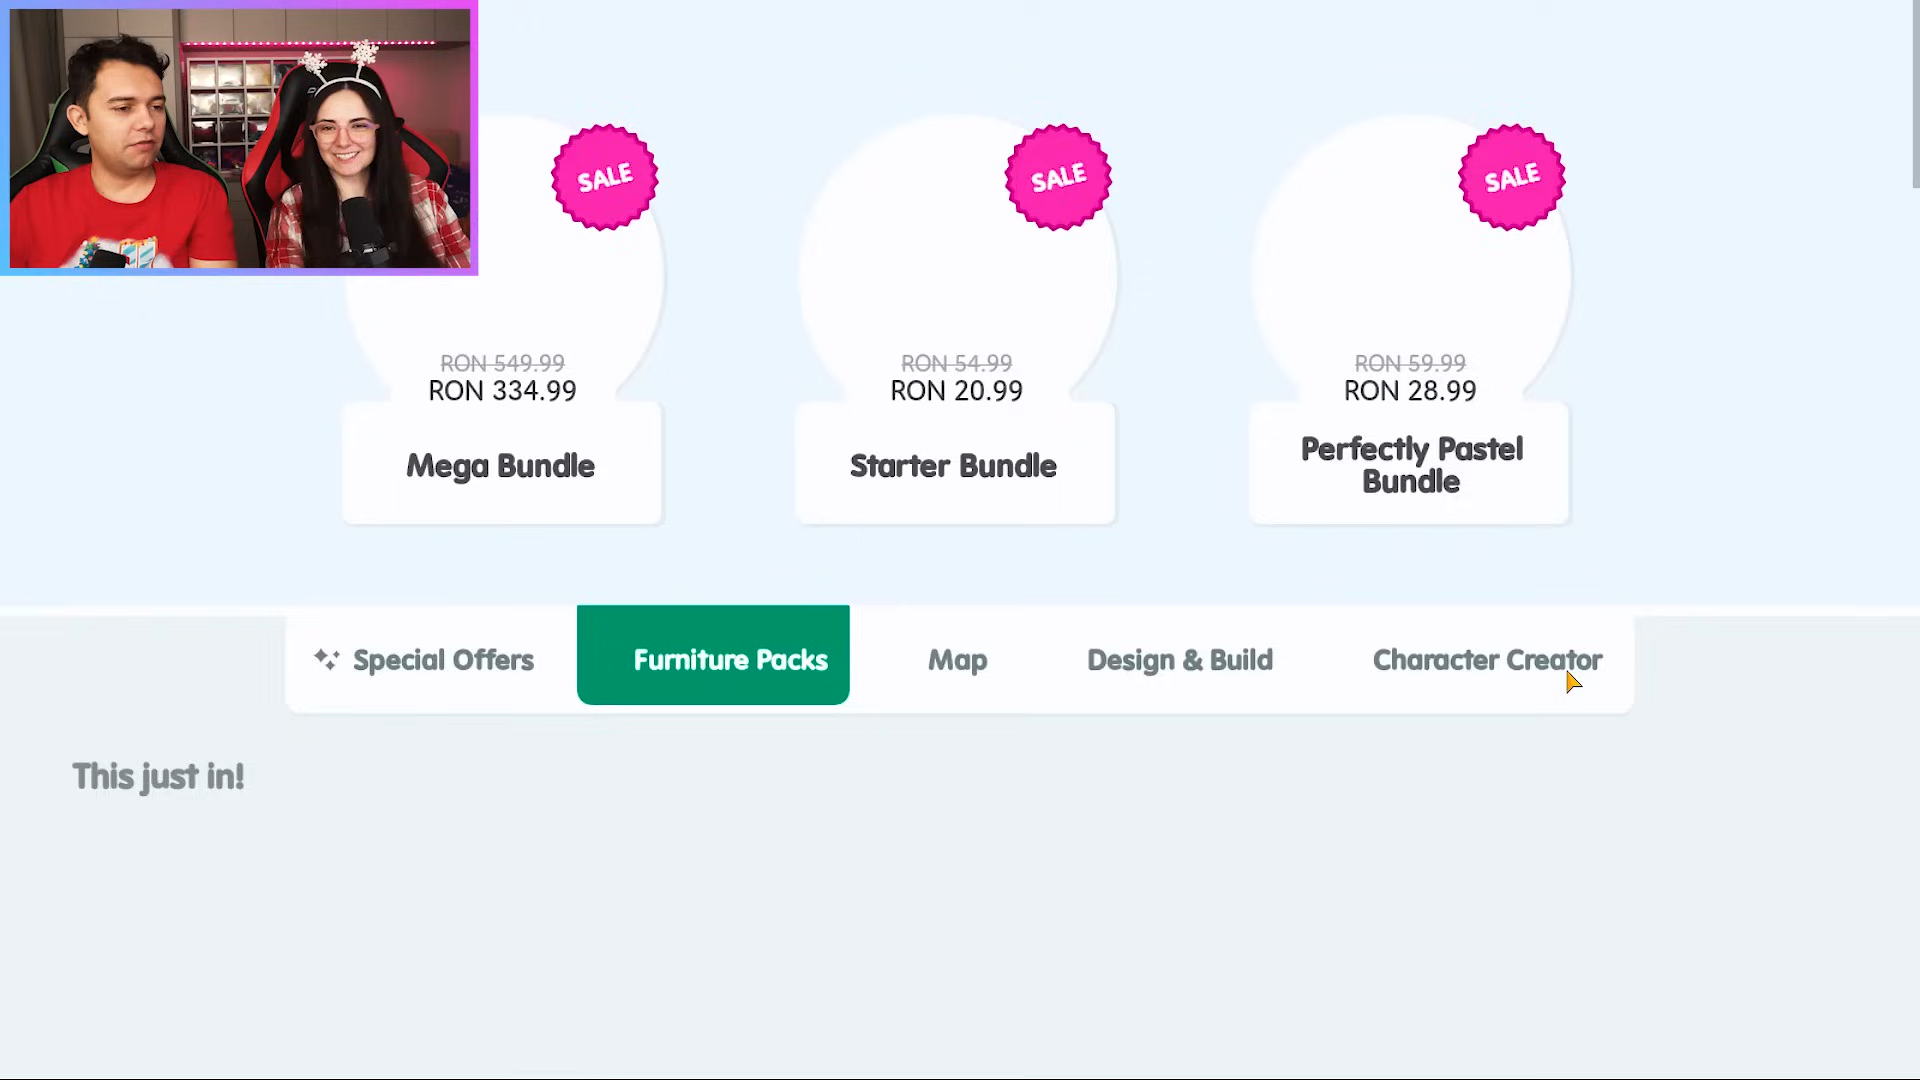 SALE
SALE
SALE
RON 549.99
RON 334.99
RON 54.99
RON 20.99
RON 59.99
RON 28.99
Mega Bundle
Starter Bundle
Perfectly Pastel
Bundle
Special Offers
Furniture Packs
Map
Design & Build
Character Creator
This just in!